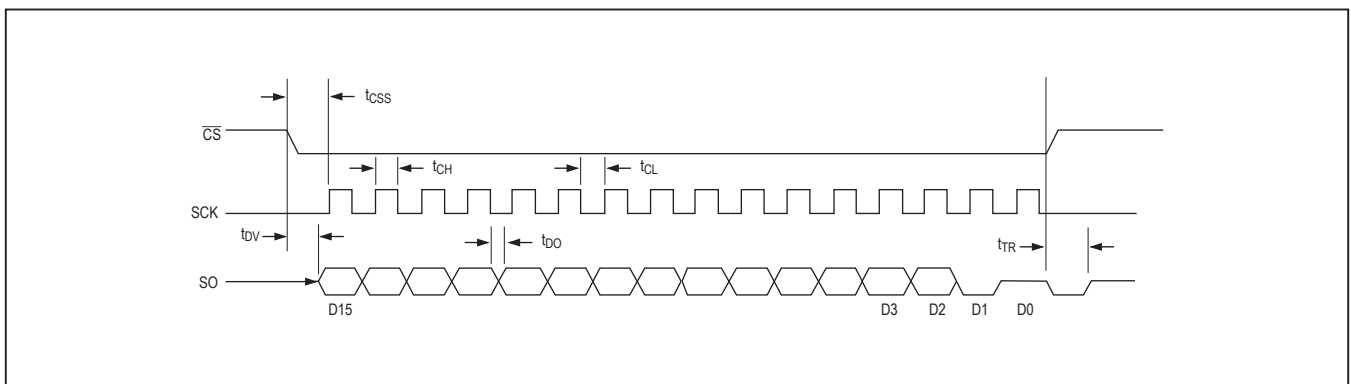 tCSS
CS
tCH
tCL
SCK
tDV
tDO
tTR
SO
D15
D3
D2
D1
D0